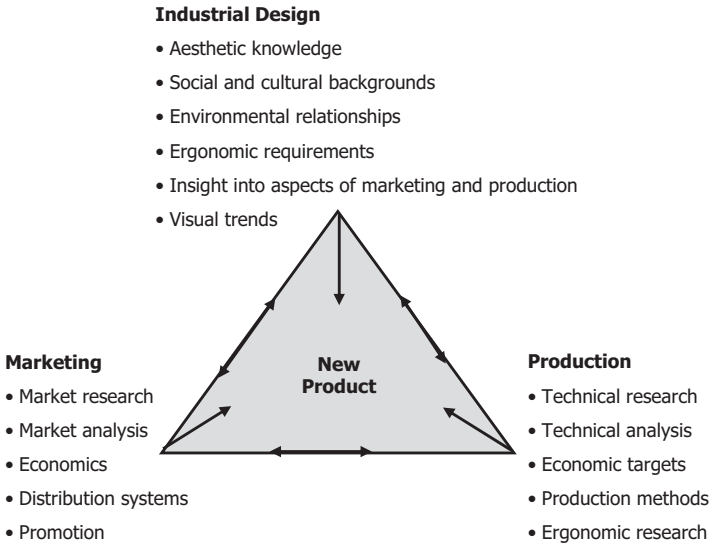 Industrial Design
• Aesthetic knowledge
• Social and cultural backgrounds
• Environmental relationships
• Ergonomic requirements
• Insight into aspects of marketing and production
• Visual trends
New
Product
Marketing
• Market research
• Market analysis
• Economics
• Distribution systems
• Promotion
Production
• Technical research
• Technical analysis
• Economic targets
• Production methods
• Ergonomic research